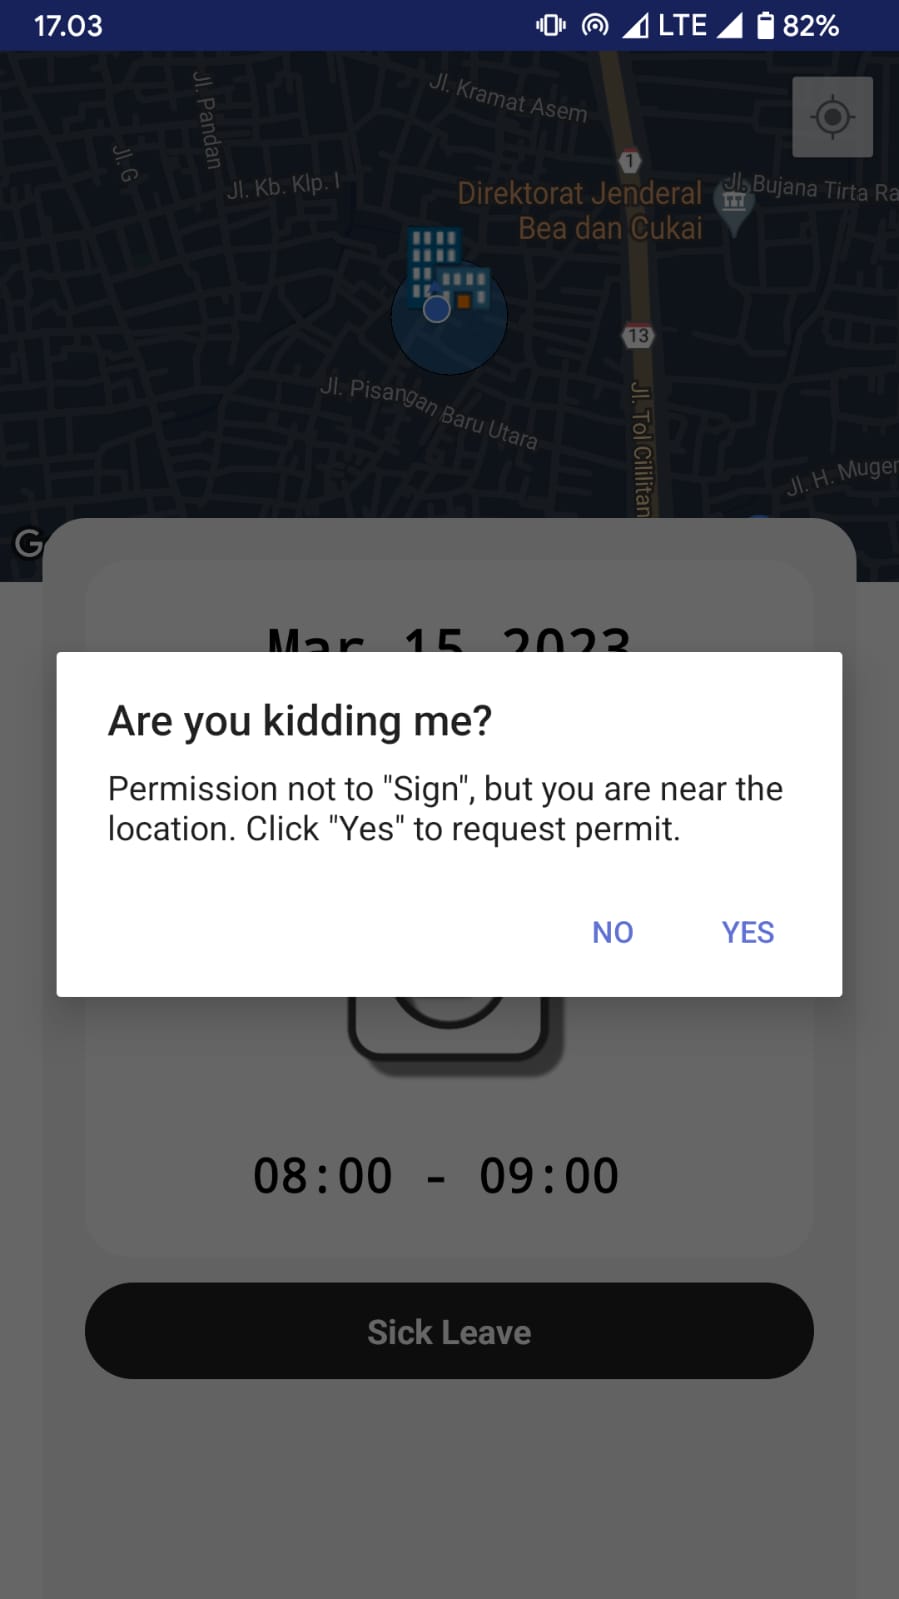 17.03
LTE 82%
Jl. Pandan
Jl. Kramat Asem
Jl. G
Jl. Kb. Klp. I
1
Direktorat Jenderal
Bea dan Cukai
Jl. Bujana Tirta Ra
13
Jl. Pisangan Baru Utara
Jl. Tol Cililitan
Jl. H. Muger
G
Mar 15 2023
Are you kidding me?
Permission not to "Sign", but you are near the
location. Click "Yes" to request permit.
NO YES
08:00 - 09:00
Sick Leave